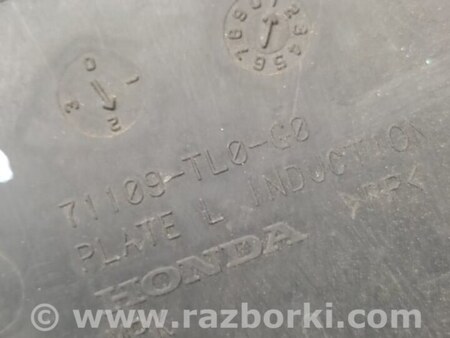 0
1
2
3
71109-TL0-G0
PLATE L INDUCTION
HONDA
© www.razborki.com